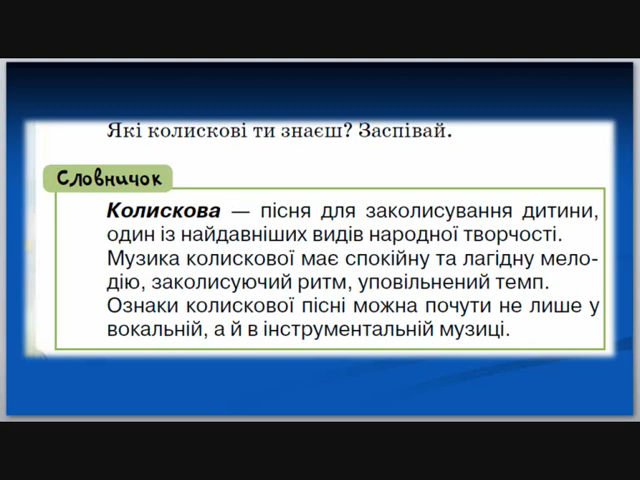 Які колискові ти знаєш? Заспівай.
Словничок
Колискова — пісня для заколисування дитини,
один із найдавніших видів народної творчості.
Музика колискової має спокійну та лагідну мело-
дію, заколисуючий ритм, уповільнений темп.
Ознаки колискової пісні можна почути не лише у
вокальній, а й в інструментальній музиці.